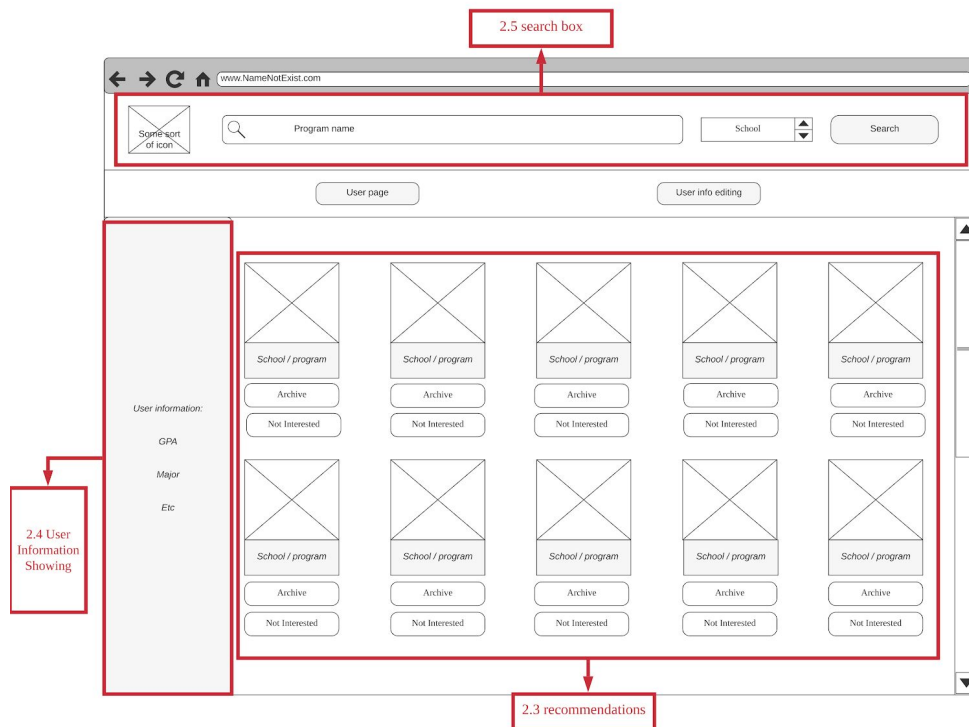 2.5 search box
www.NameNotExist.com
Some sort
of icon
Program name
School
Search
User page
User info editing
School / program
School / program
School / program
School / program
School / program
Archive
Archive
Archive
Archive
Archive
Not Interested
Not Interested
Not Interested
Not Interested
Not Interested
User information:
GPA
Major
Etc
2.4 User
Information
Showing
School / program
School / program
School / program
School / program
School / program
Archive
Archive
Archive
Archive
Archive
Not Interested
Not Interested
Not Interested
Not Interested
Not Interested
2.3 recommendations